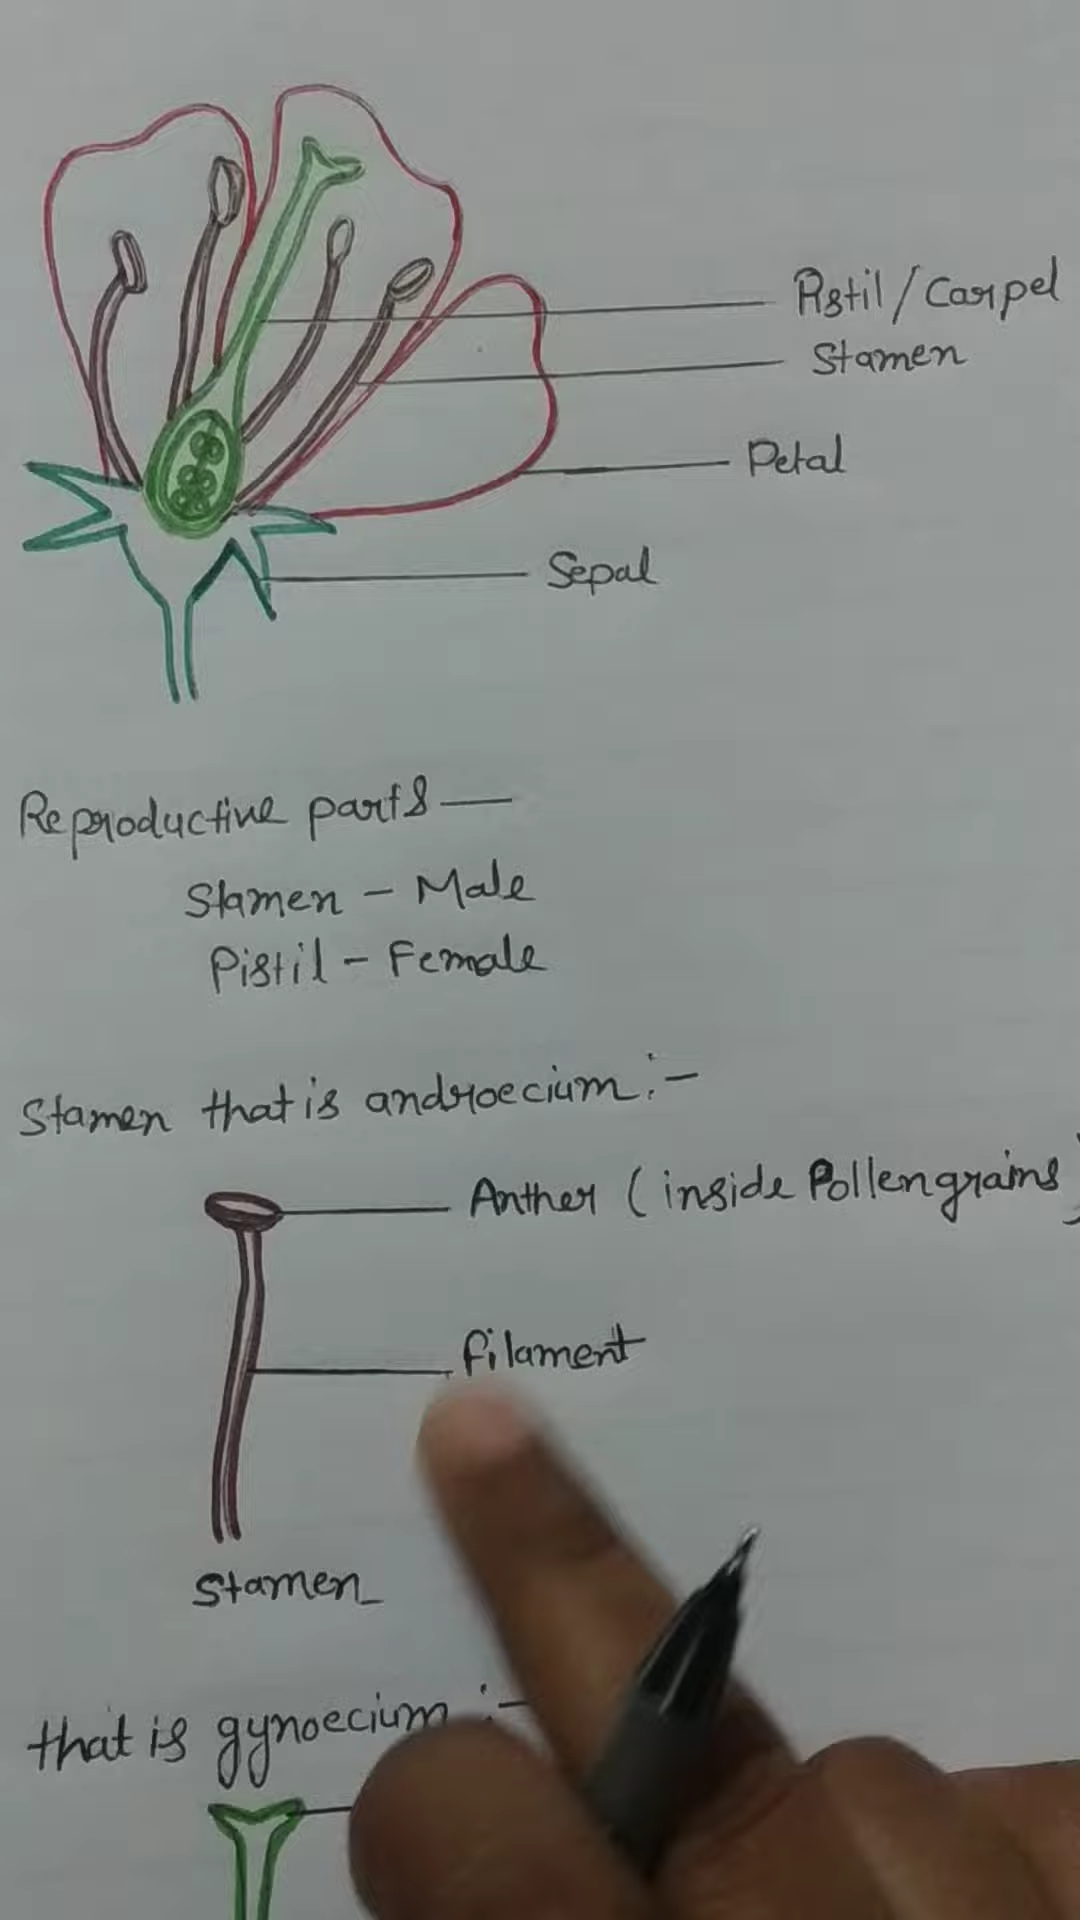 Pistil/Carpel
Stamen
Petal
Sepal
Reproductive parts —
Stamen - Male
Pistil - Female
Stamen that is androecium :-
Anther (inside Pollengrains)
filament
Stamen
that is gynoecium :-